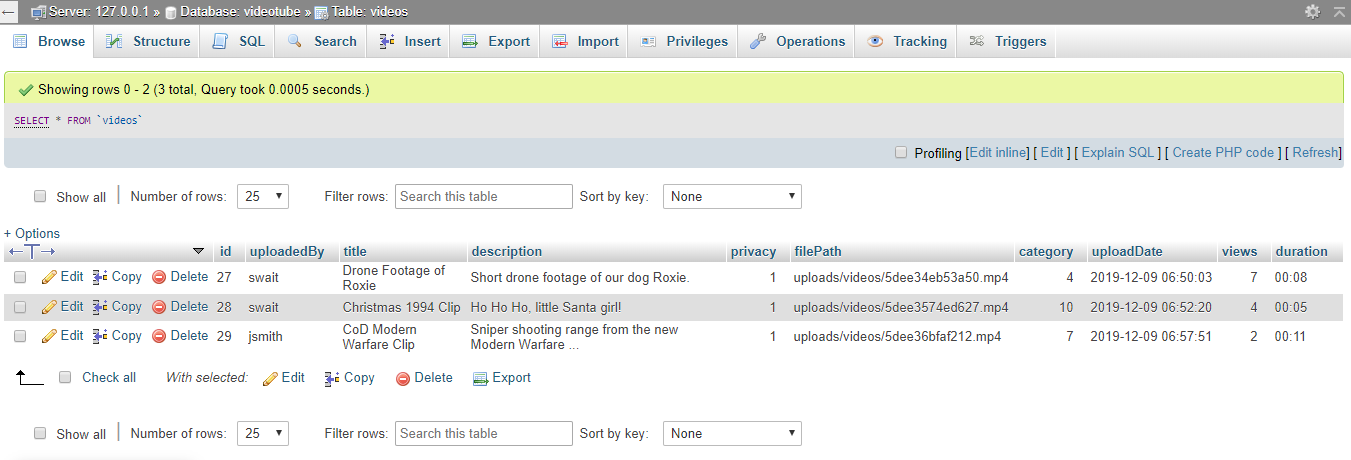 Server: 127.0.0.1 » Database: videotube » Table: videos
Browse Structure SQL Search Insert Export Import Privileges Operations Tracking Triggers
Showing rows 0 - 2 (3 total, Query took 0.0005 seconds.)
SELECT * FROM `videos`
Profiling [Edit inline] [ Edit ] [ Explain SQL ] [ Create PHP code ] [ Refresh]
Show all Number of rows: 25 Filter rows: Search this table Sort by key: None
+ Options
←T→ id uploadedBy title description privacy filePath category uploadDate views duration
Edit Copy Delete 27 swait Drone Footage of Short drone footage of our dog Roxie. 1 uploads/videos/5dee34eb53a50.mp4 4 2019-12-09 06:50:03 7 00:08
Roxie
Edit Copy Delete 28 swait Christmas 1994 Clip Ho Ho Ho, little Santa girl! 1 uploads/videos/5dee3574ed627.mp4 10 2019-12-09 06:52:20 4 00:05
Edit Copy Delete 29 jsmith CoD Modern Sniper shooting range from the new 1 uploads/videos/5dee36bfaf212.mp4 7 2019-12-09 06:57:51 2 00:11
Warfare Clip Modern Warfare ...
Check all With selected: Edit Copy Delete Export
Show all Number of rows: 25 Filter rows: Search this table Sort by key: None